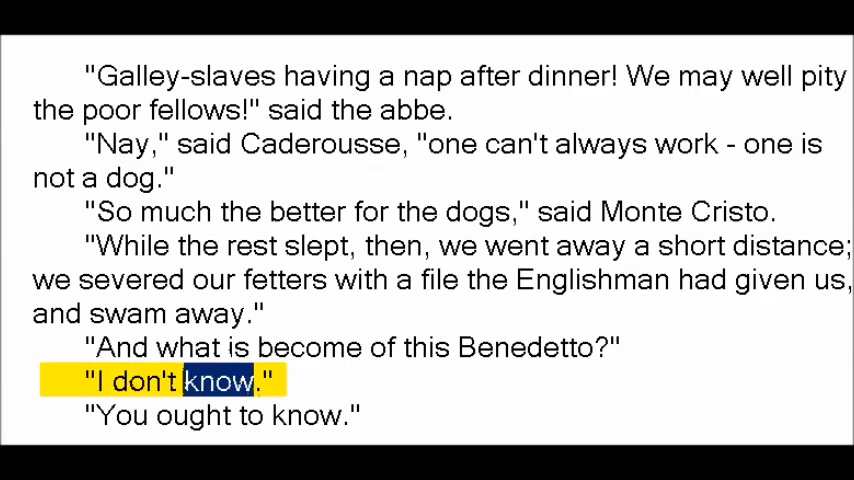 "Galley-slaves having a nap after dinner! We may well pity
the poor fellows!" said the abbe.
"Nay," said Caderousse, "one can't always work - one is
not a dog."
"So much the better for the dogs," said Monte Cristo.
"While the rest slept, then, we went away a short distance;
we severed our fetters with a file the Englishman had given us,
and swam away."
"And what is become of this Benedetto?"
"I don't know."
"You ought to know."